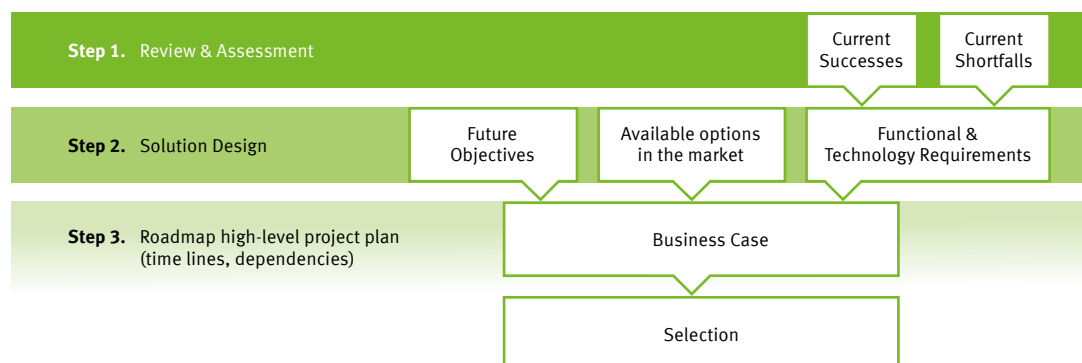 Step 1. Review & Assessment
Current
Successes
Current
Shortfalls
Step 2. Solution Design
Future
Objectives
Available options
in the market
Functional &
Technology Requirements
Step 3. Roadmap high-level project plan
(time lines, dependencies)
Business Case
Selection